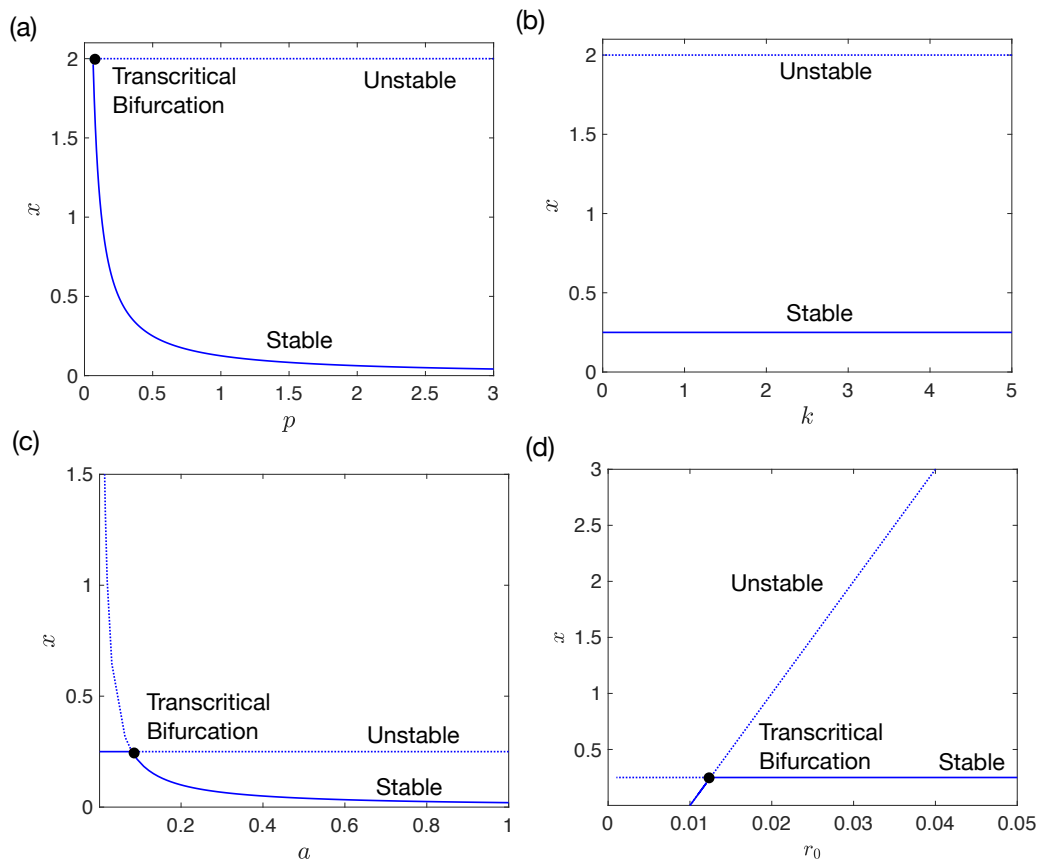 (a)
2
1.5
1
0.5
0
x
Transcritical
Bifurcation
Unstable
Stable
0 0.5 1 1.5 2 2.5 3
p
(b)
2
1.5
1
0.5
0
x
Unstable
Stable
0 1 2 3 4 5
k
(c)
1.5
1
0.5
0
x
Transcritical
Bifurcation
Unstable
Stable
0.2 0.4 0.6 0.8 1
a
(d)
3
2.5
2
1.5
1
0.5
x
Unstable
Transcritical
Bifurcation
Stable
0 0.01 0.02 0.03 0.04 0.05
r₀